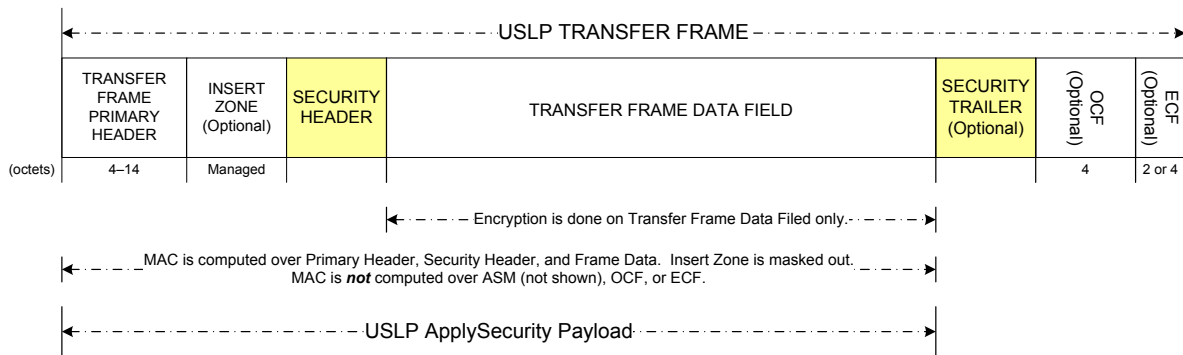 USLP TRANSFER FRAME
TRANSFER
FRAME
PRIMARY
HEADER
INSERT
ZONE
(Optional)
SECURITY
HEADER
TRANSFER FRAME DATA FIELD
SECURITY
TRAILER
(Optional)
OCF
(Optional)
ECF
(Optional)
(octets)
4–14
Managed
4
2 or 4
Encryption is done on Transfer Frame Data Filed only.
MAC is computed over Primary Header, Security Header, and Frame Data. Insert Zone is masked out.
MAC is not computed over ASM (not shown), OCF, or ECF.
USLP ApplySecurity Payload